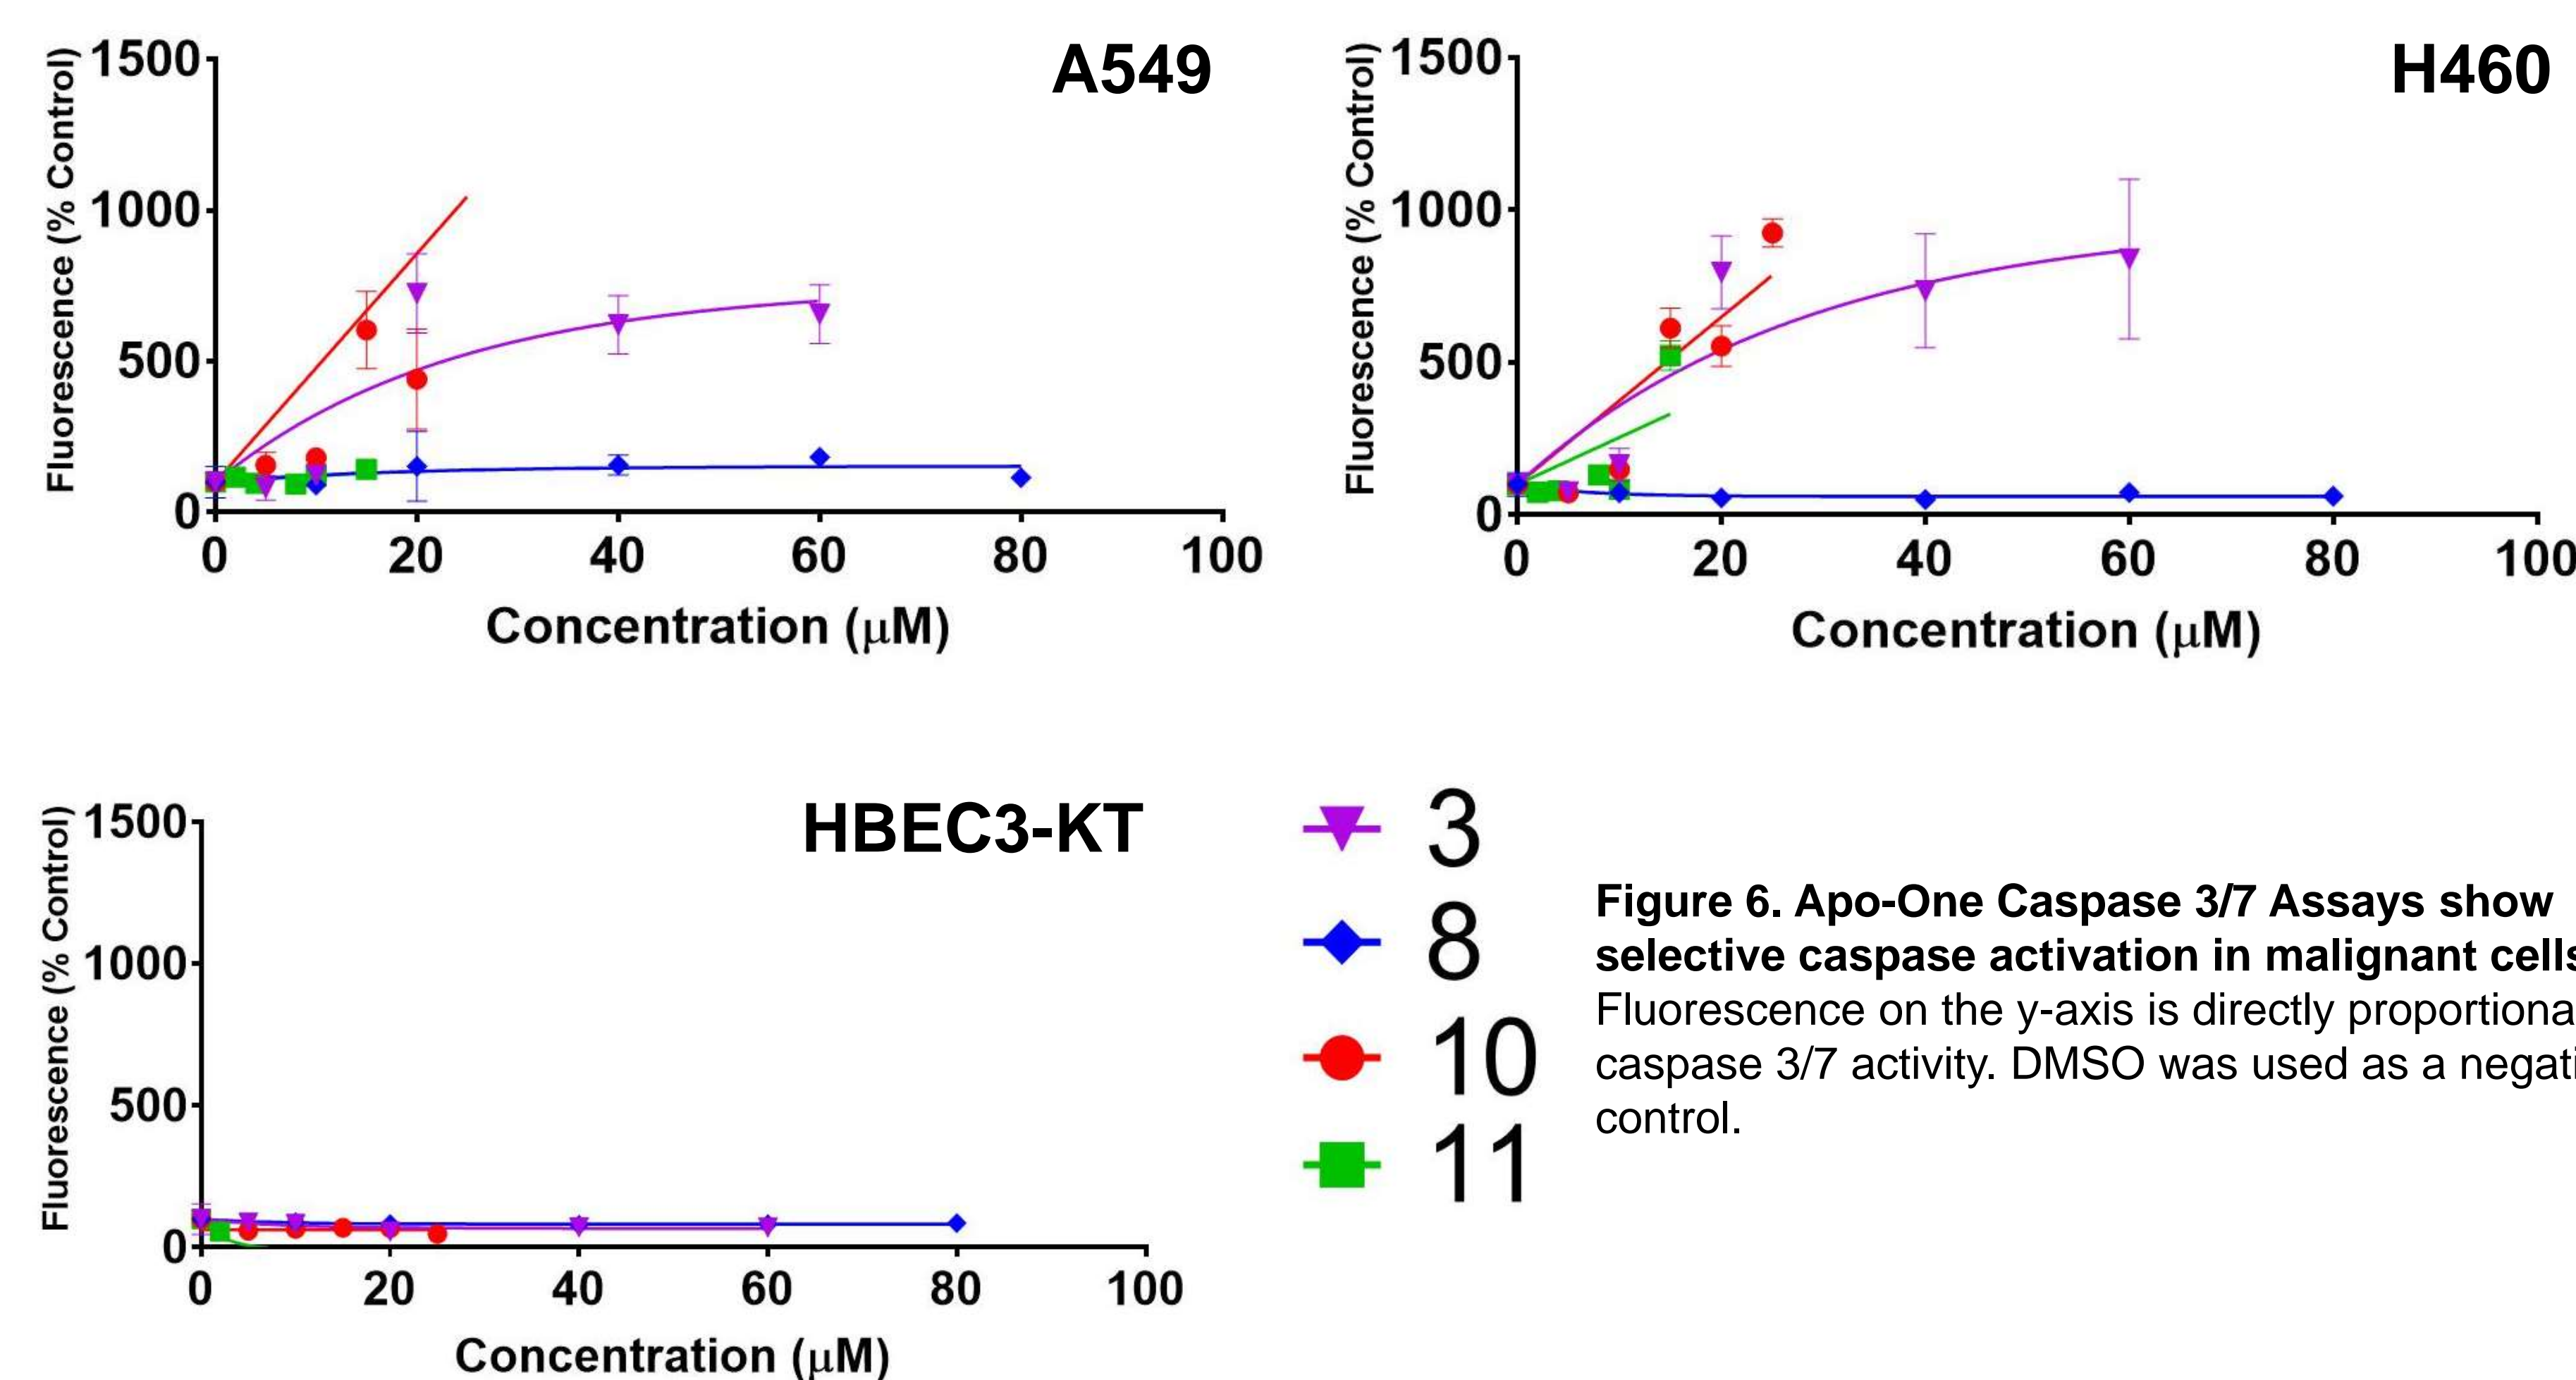 A549
Fluorescence (% Control)
1500
1000
500
0
0 20 40 60 80 100
Concentration (μM)
H460
Fluorescence (% Control)
1500
1000
500
0
0 20 40 60 80 100
Concentration (μM)
HBEC3-KT
Fluorescence (% Control)
1500
1000
500
0
0 20 40 60 80 100
Concentration (μM)
3
8
10
11
Figure 6. Apo-One Caspase 3/7 Assays show
selective caspase activation in malignant cells
Fluorescence on the y-axis is directly proportiona
caspase 3/7 activity. DMSO was used as a negati
control.